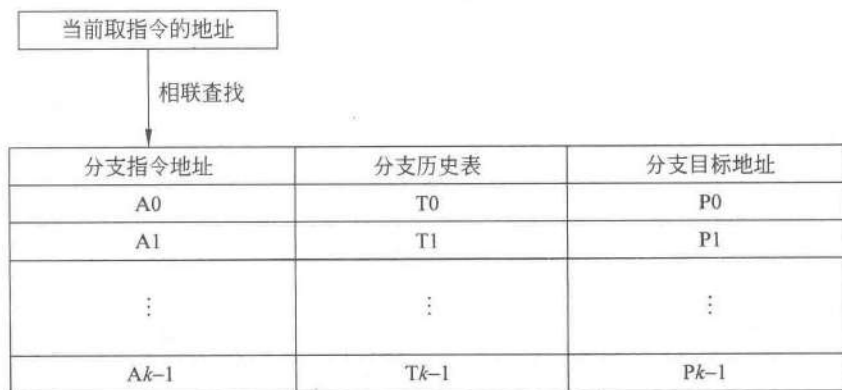 当前取指令的地址
相联查找
分支指令地址 分支历史表 分支目标地址
A0 T0 P0
A1 T1 P1
⋮ ⋮ ⋮
Ak–1 Tk–1 Pk–1